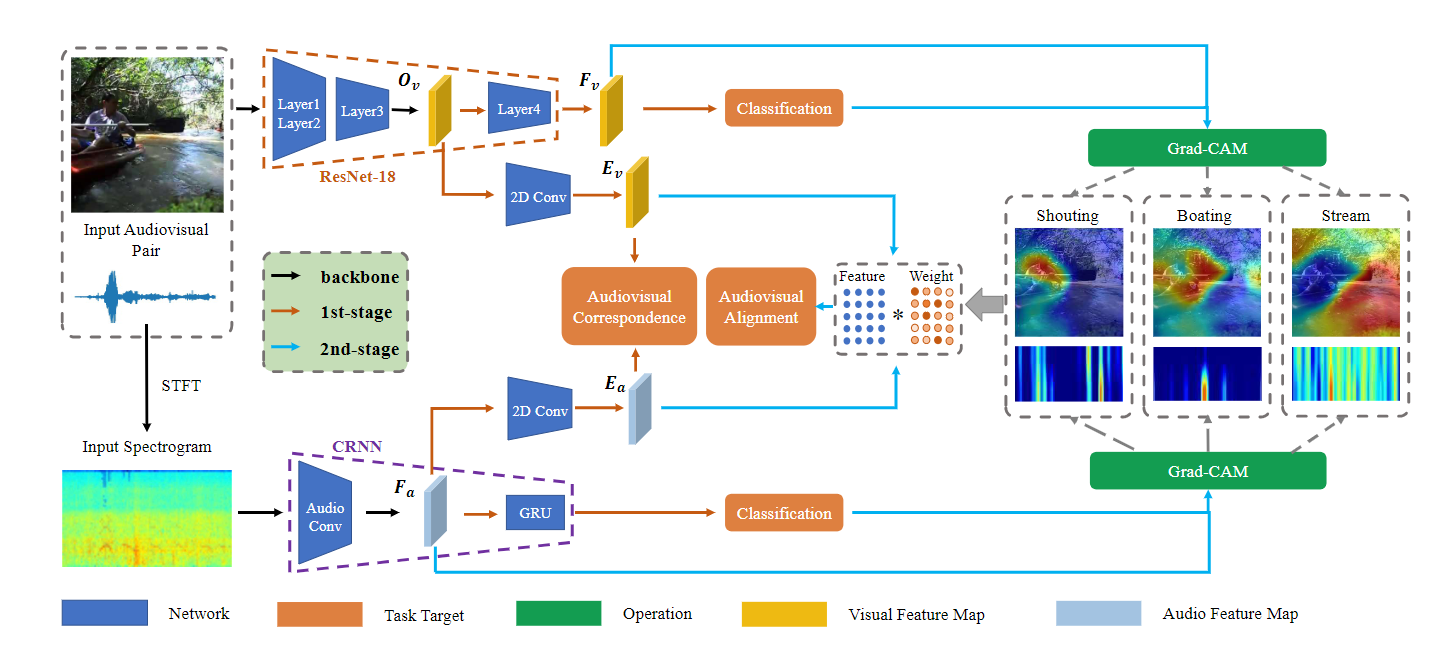 Input Audiovisual
Pair
STFT
Input Spectrogram
Layer1
Layer2
Layer3
O_v
Layer4
F_v
ResNet-18
Classification
2D Conv
E_v
backbone
1st-stage
2nd-stage
Audiovisual
Correspondence
Audiovisual
Alignment
Feature
Weight
*
Grad-CAM
Shouting
Boating
Stream
2D Conv
E_a
CRNN
Audio
Conv
F_a
GRU
Classification
Grad-CAM
Network
Task Target
Operation
Visual Feature Map
Audio Feature Map